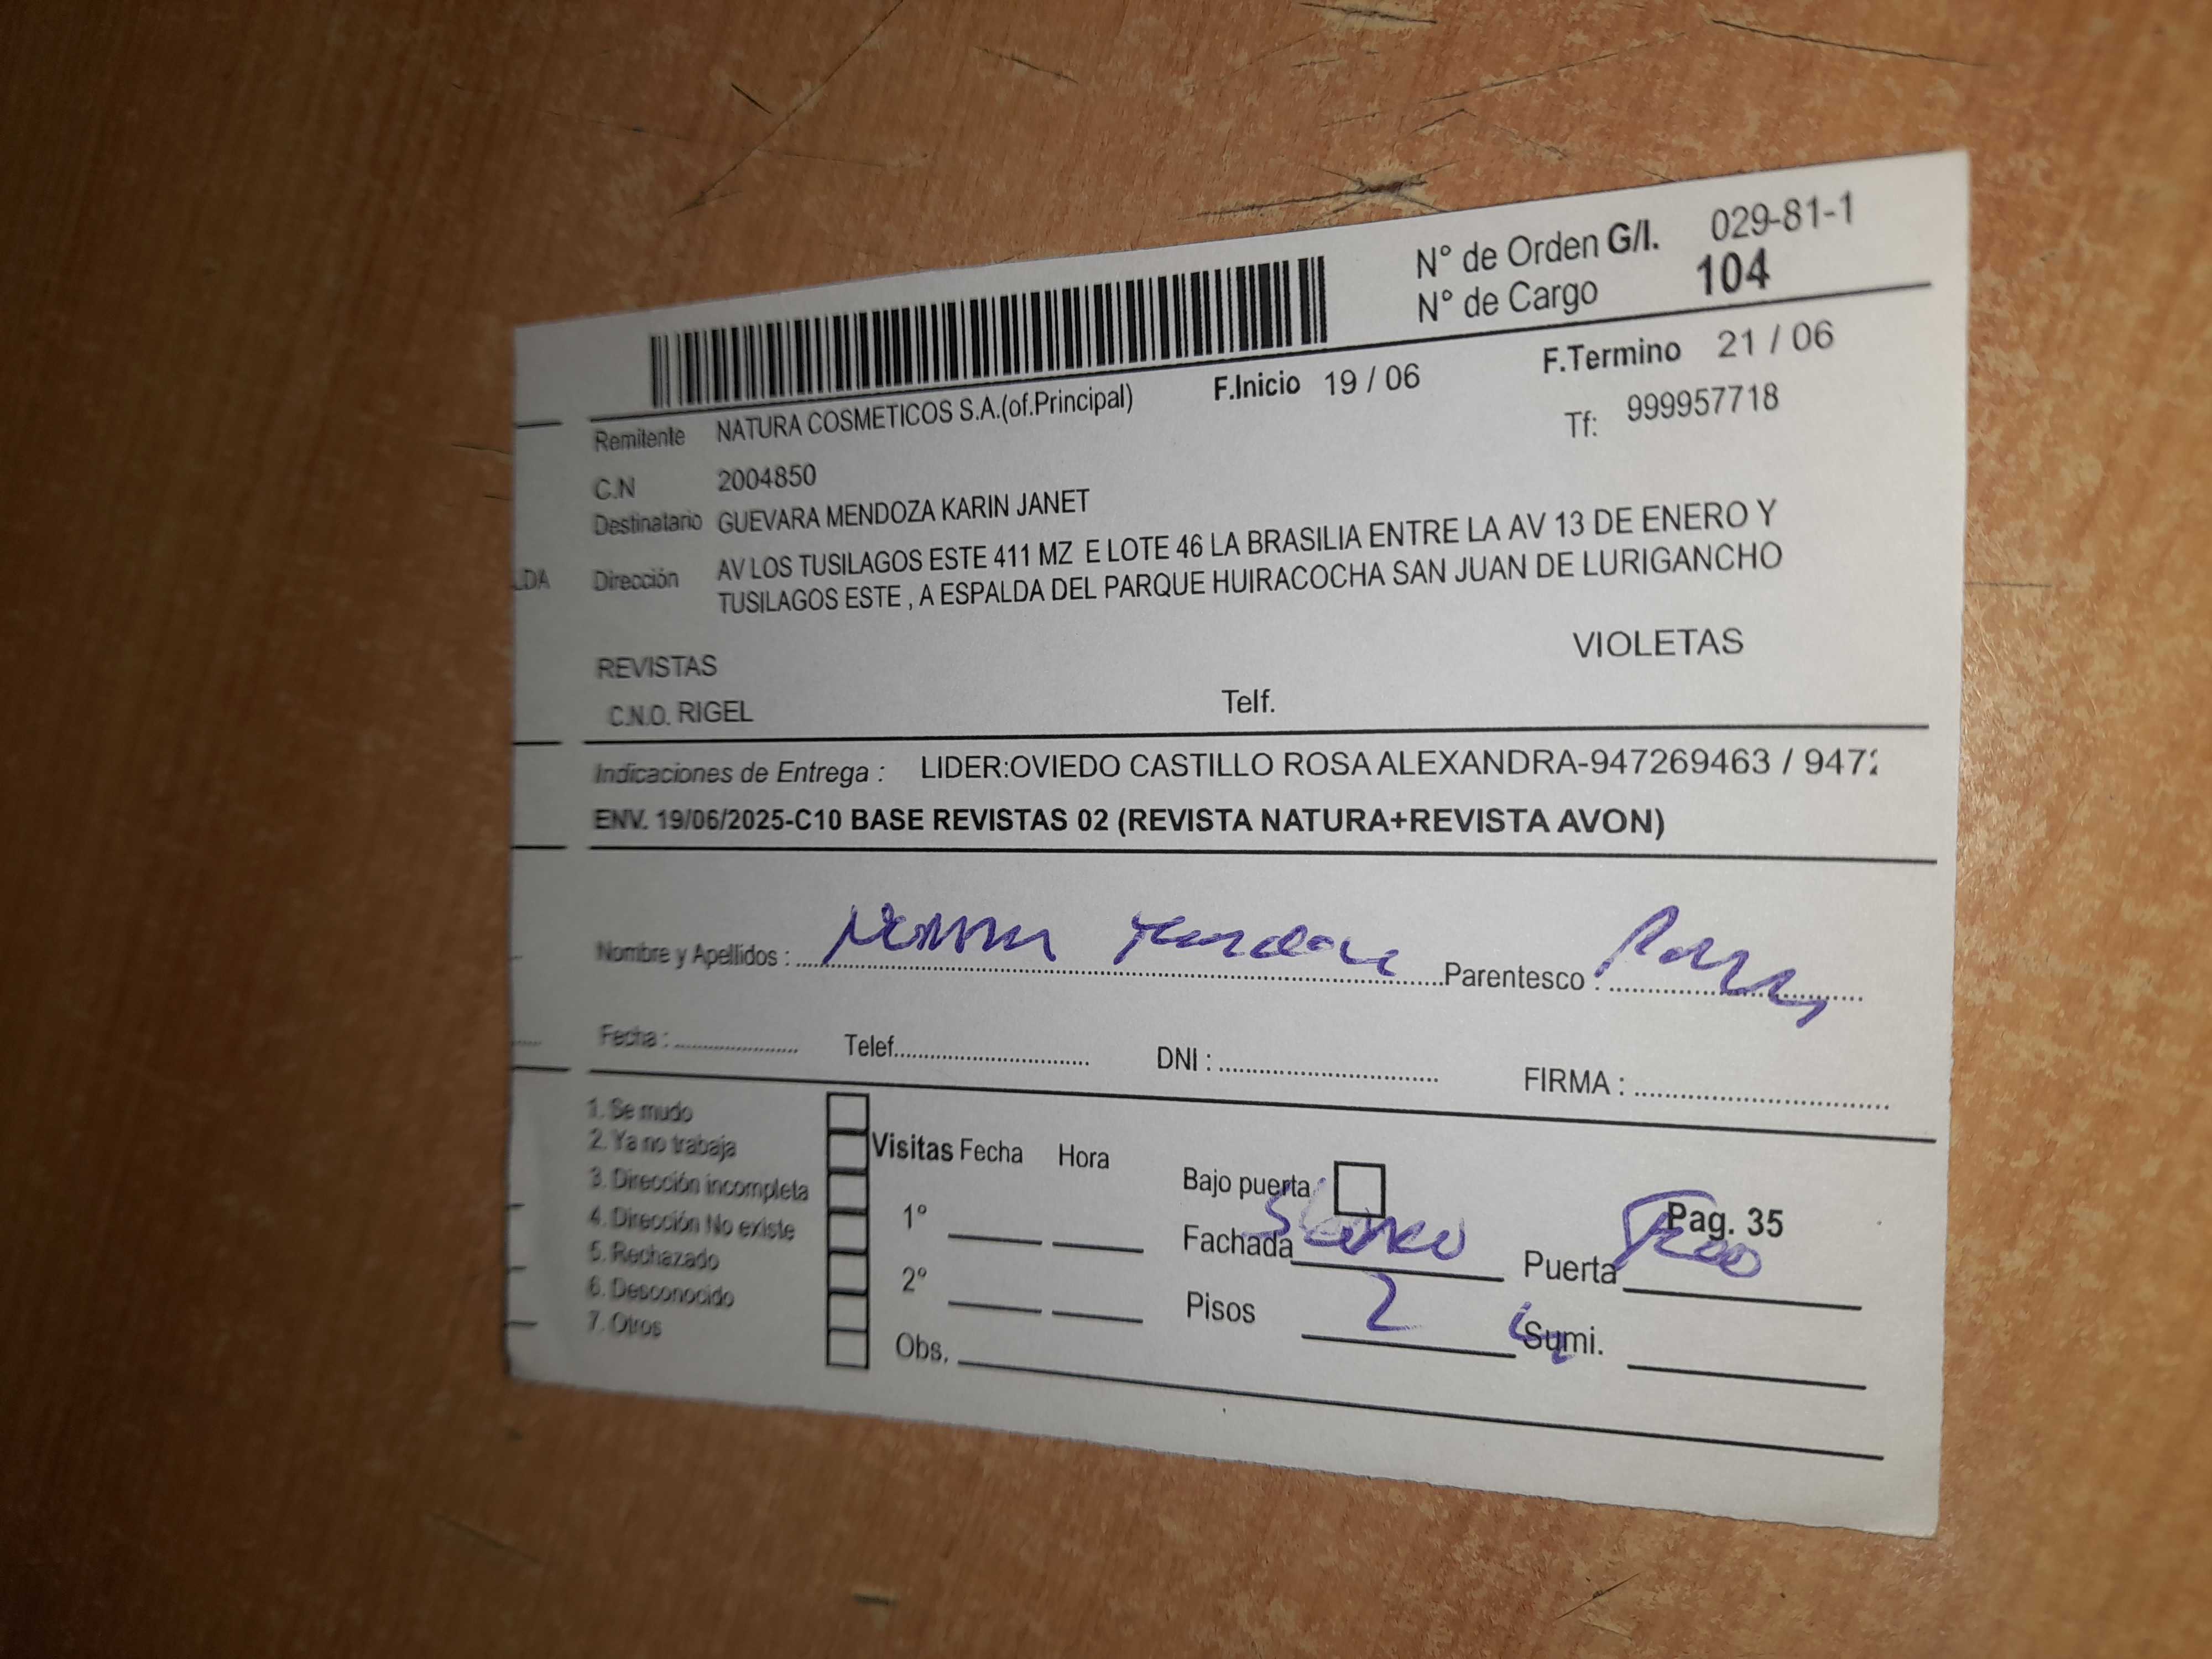 N° de Orden G/I. 029-81-1
N° de Cargo 104
F.Inicio 19 / 06 F.Termino 21 / 06
Remitente NATURA COSMETICOS S.A.(of.Principal) Tf: 999957718
C.N 2004850
Destinatario GUEVARA MENDOZA KARIN JANET
LDA Dirección AV LOS TUSILAGOS ESTE 411 MZ E LOTE 46 LA BRASILIA ENTRE LA AV 13 DE ENERO Y
TUSILAGOS ESTE , A ESPALDA DEL PARQUE HUIRACOCHA SAN JUAN DE LURIGANCHO
REVISTAS VIOLETAS
C.N.O. RIGEL Telf.
Indicaciones de Entrega : LIDER:OVIEDO CASTILLO ROSA ALEXANDRA-947269463 / 947
ENV. 19/06/2025-C10 BASE REVISTAS 02 (REVISTA NATURA+REVISTA AVON)
Nombre y Apellidos : Parentesco :
Fecha : Telef. DNI : FIRMA :
1. Se mudo
2. Ya no trabaja
3. Dirección incompleta
4. Dirección No existe
5. Rechazado
6. Desconocido
7. Otros
Visitas Fecha Hora
1°
2°
Obs.
Bajo puerta Pag. 35
Fachada Puerta
Pisos 2 Sumi.